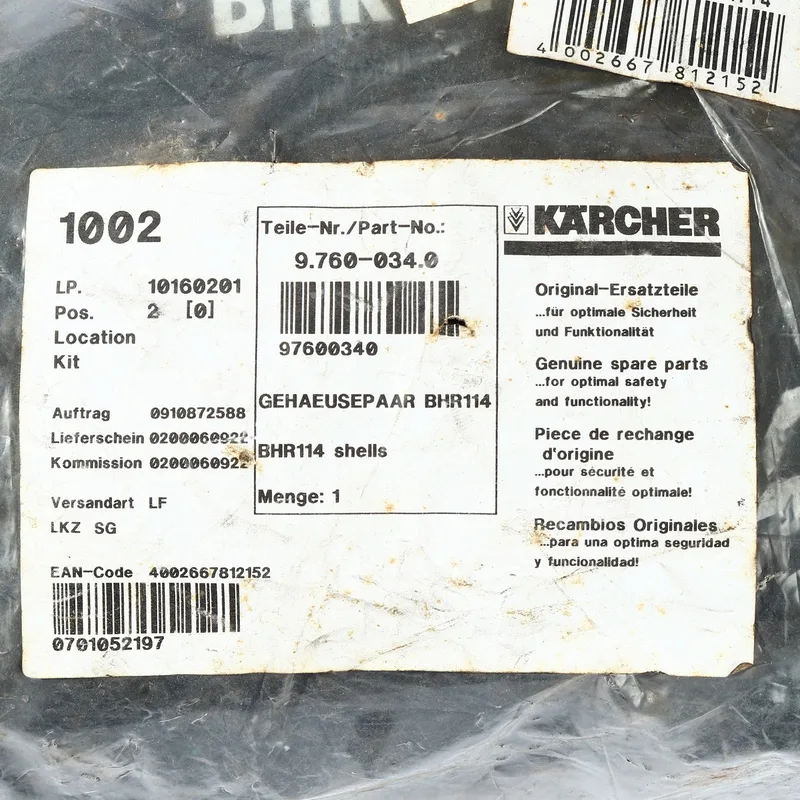 4 002667 812152
1002
LP. 10160201
Pos. 2 [0]
Location
Kit
Auftrag 0910872588
Lieferschein 0200060922
Kommission 0200060922
Versandart LF
LKZ SG
EAN-Code 4002667812152
0701052197
Teile-Nr./Part-No.:
9.760-034.0
97600340
GEHAEUSEPAAR BHR114
BHR114 shells
Menge: 1
KÄRCHER
Original-Ersatzteile
...für optimale Sicherheit
und Funktionalität
Genuine spare parts
...for optimal safety
and functionality!
Piece de rechange
d'origine
...pour sécurité et
fonctionnalité optimale!
Recambios Originales
...para una optima seguridad
y funcionalidad!